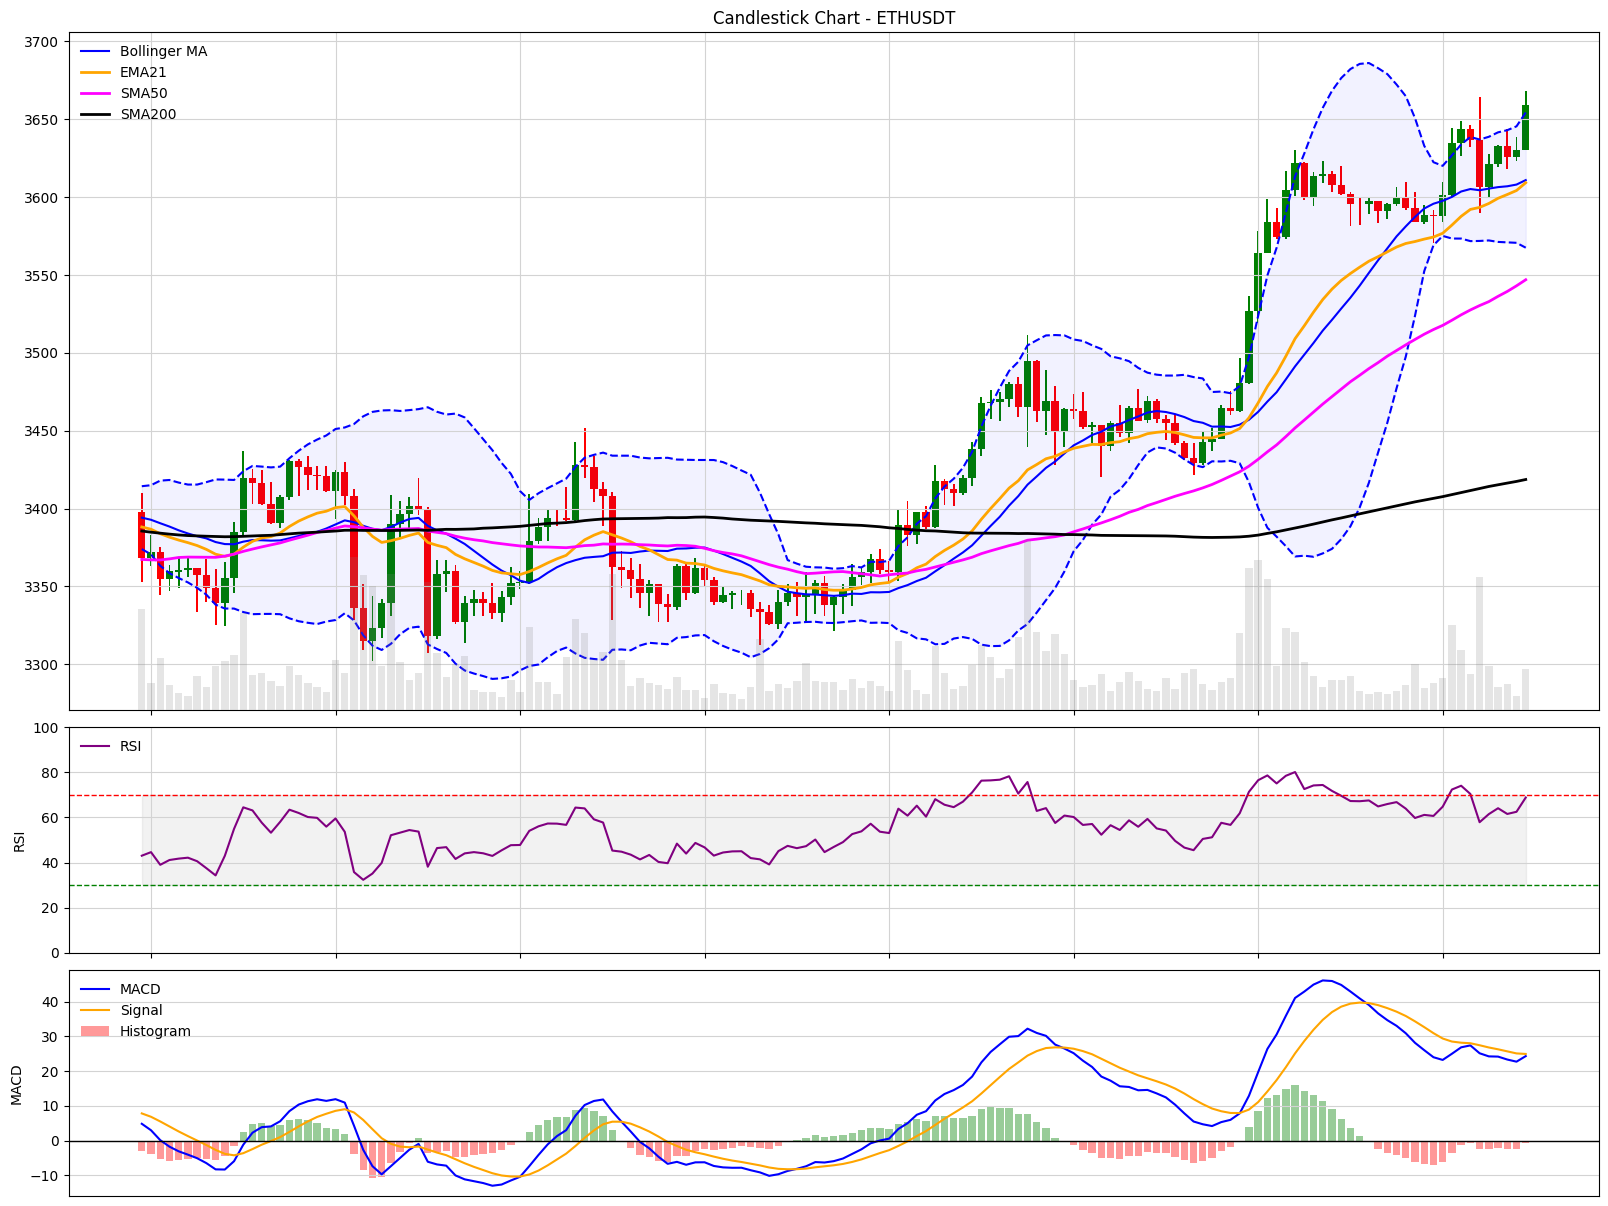 Candlestick Chart - ETHUSDT
3700
3650
3600
3550
3500
3450
3400
3350
3300
Bollinger MA
EMA21
SMA50
SMA200
100
80
60
40
20
0
RSI
RSI
40
30
20
10
0
−10
MACD
MACD
Signal
Histogram